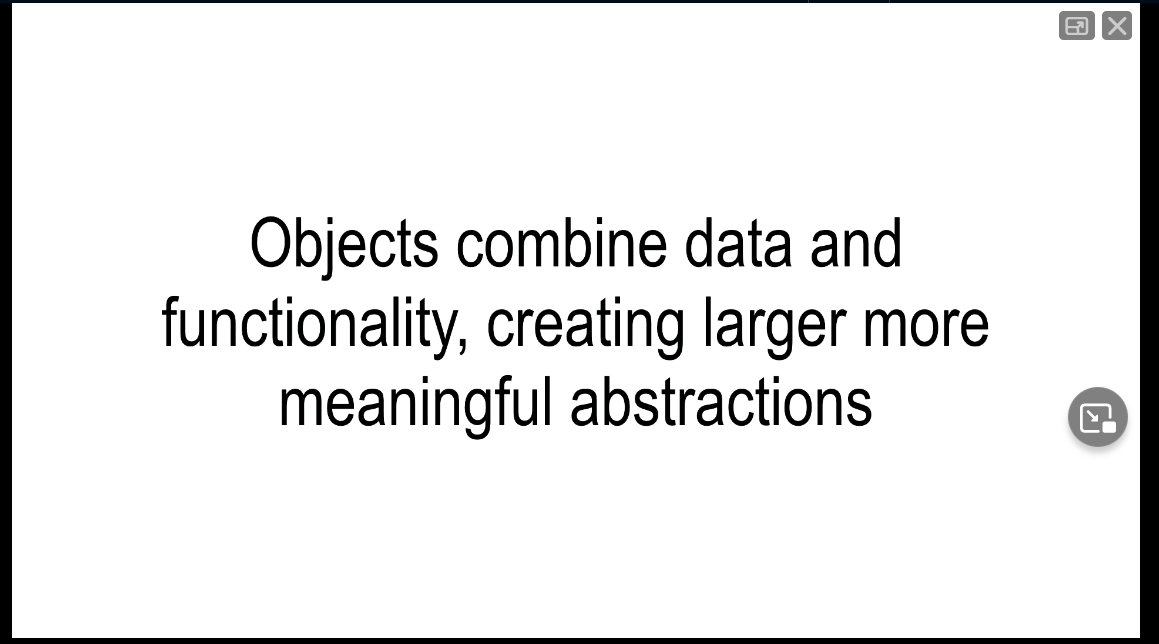 Objects combine data and
functionality, creating larger more
meaningful abstractions